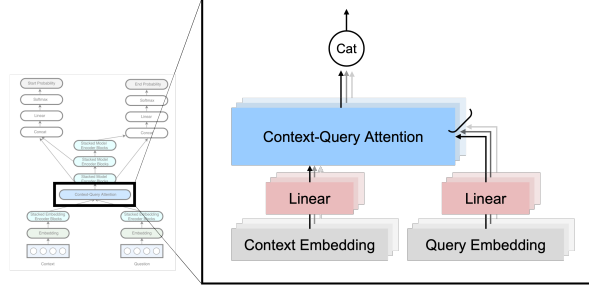 Start Probability
End Probability
Softmax
Softmax
Linear
Linear
Concat
Concat
Stacked Model
Encoder Blocks
Stacked Model
Encoder Blocks
Stacked Model
Encoder Blocks
Context-Query Attention
Stacked Embedding
Encoder Blocks
Stacked Embedding
Encoder Blocks
Embedding
Embedding
Context
Question
Cat
Context-Query Attention
Linear
Linear
Context Embedding
Query Embedding